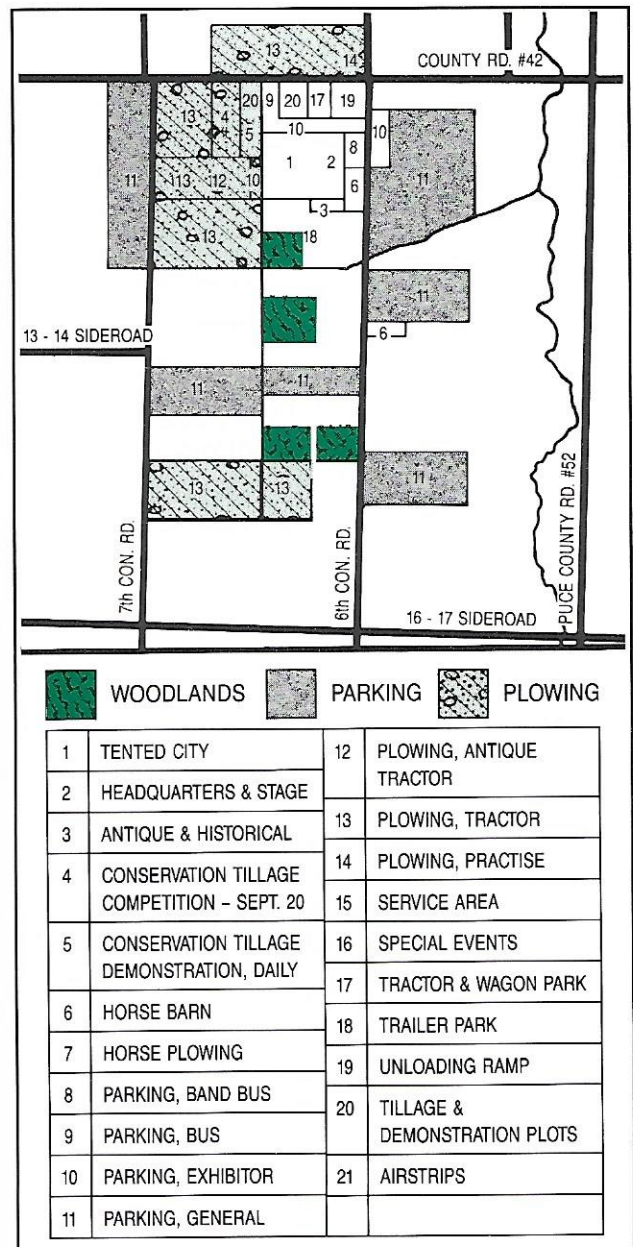 13
14
COUNTY RD. #42
13
4
20
5
9
20
17
19
10
10
8
1
2
6
11
11
113
12
10
3
13
18
11
6
13 - 14 SIDEROAD
11
11
13
13
11
7th CON. RD.
6th CON. RD.
PUCE COUNTY RD. #52
16 - 17 SIDEROAD
WOODLANDS
PARKING
PLOWING
1 TENTED CITY
2 HEADQUARTERS & STAGE
3 ANTIQUE & HISTORICAL
4 CONSERVATION TILLAGE
COMPETITION – SEPT. 20
5 CONSERVATION TILLAGE
DEMONSTRATION, DAILY
6 HORSE BARN
7 HORSE PLOWING
8 PARKING, BAND BUS
9 PARKING, BUS
10 PARKING, EXHIBITOR
11 PARKING, GENERAL
12 PLOWING, ANTIQUE
TRACTOR
13 PLOWING, TRACTOR
14 PLOWING, PRACTISE
15 SERVICE AREA
16 SPECIAL EVENTS
17 TRACTOR & WAGON PARK
18 TRAILER PARK
19 UNLOADING RAMP
20 TILLAGE &
DEMONSTRATION PLOTS
21 AIRSTRIPS